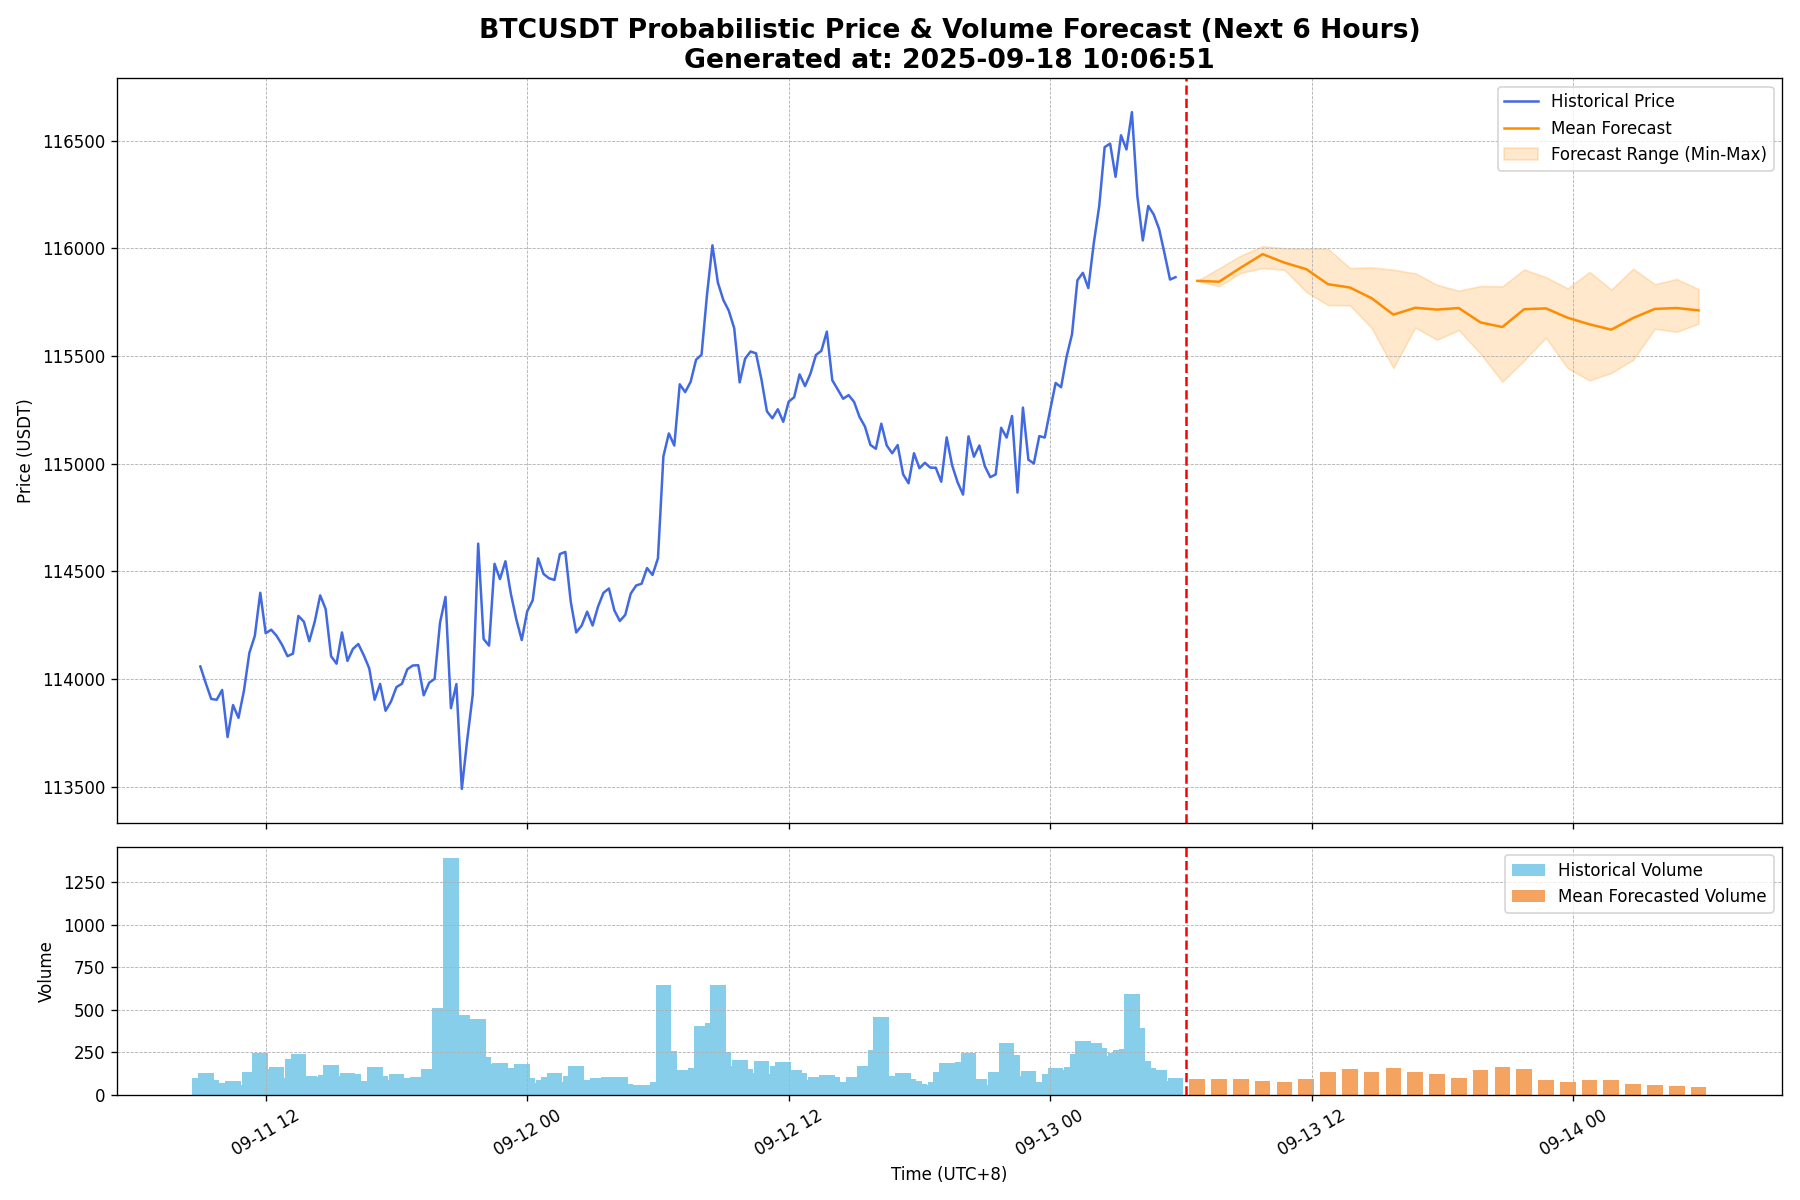 BTCUSDT Probabilistic Price & Volume Forecast (Next 6 Hours)
Generated at: 2025-09-18 10:06:51
Historical Price
Mean Forecast
Forecast Range (Min-Max)
Price (USDT)
116500
116000
115500
115000
114500
114000
113500
Historical Volume
Mean Forecasted Volume
Volume
1250
1000
750
500
250
0
09-11 12
09-12 00
09-12 12
09-13 00
09-13 12
09-14 00
Time (UTC+8)